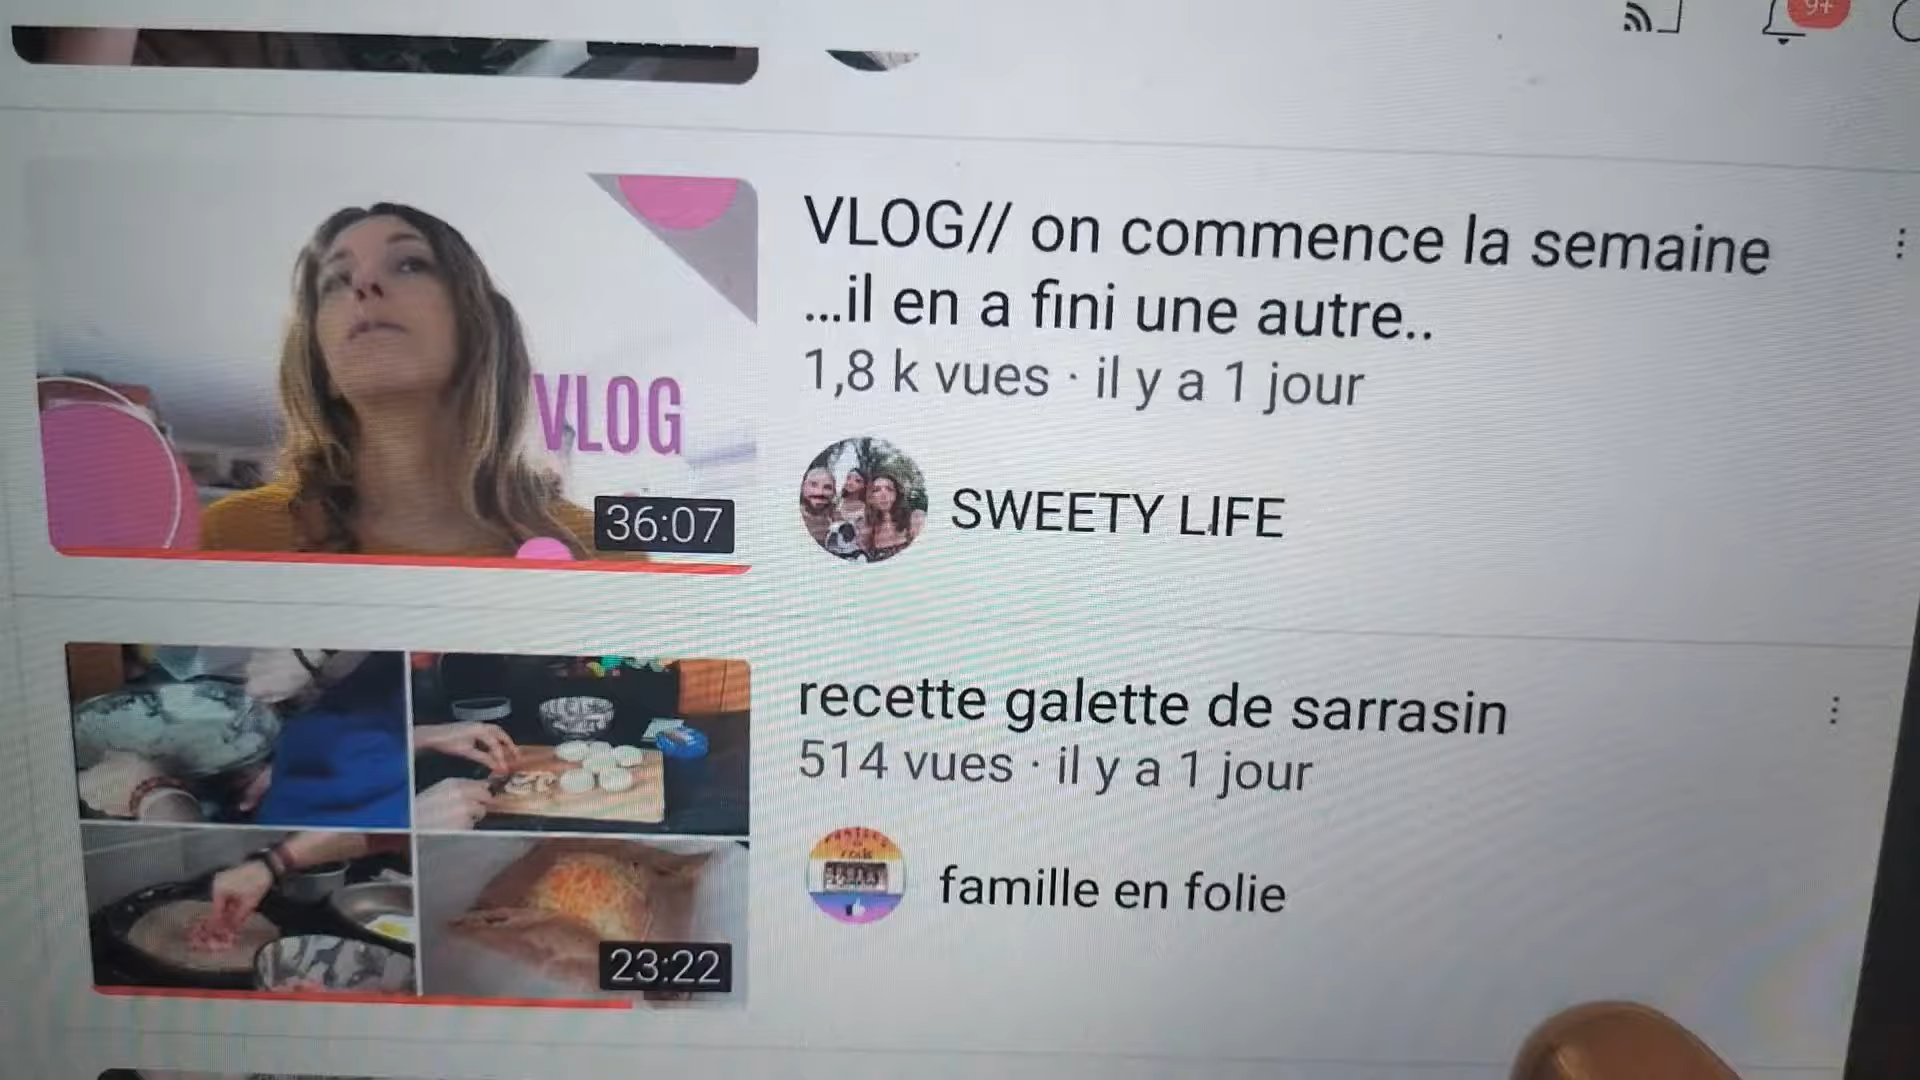 9+
VLOG// on commence la semaine
...il en a fini une autre..
1,8 k vues · il y a 1 jour
VLOG
36:07
SWEETY LIFE
recette galette de sarrasin
514 vues · il y a 1 jour
famille en folie
23:22